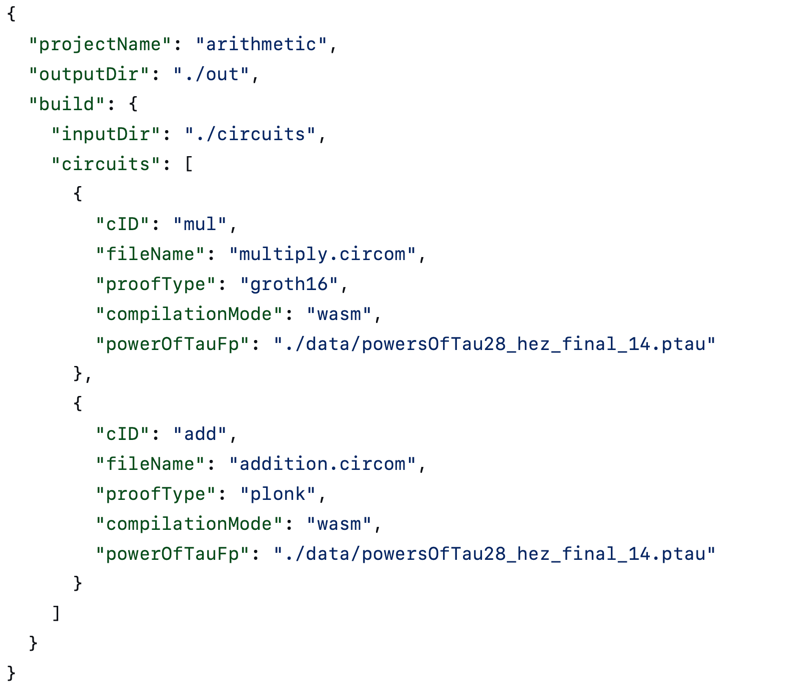 {
  "projectName": "arithmetic",
  "outputDir": "./out",
  "build": {
    "inputDir": "./circuits",
    "circuits": [
      {
        "cID": "mul",
        "fileName": "multiply.circom",
        "proofType": "groth16",
        "compilationMode": "wasm",
        "powerOfTauFp": "./data/powersOfTau28_hez_final_14.ptau"
      },
      {
        "cID": "add",
        "fileName": "addition.circom",
        "proofType": "plonk",
        "compilationMode": "wasm",
        "powerOfTauFp": "./data/powersOfTau28_hez_final_14.ptau"
      }
    ]
  }
}